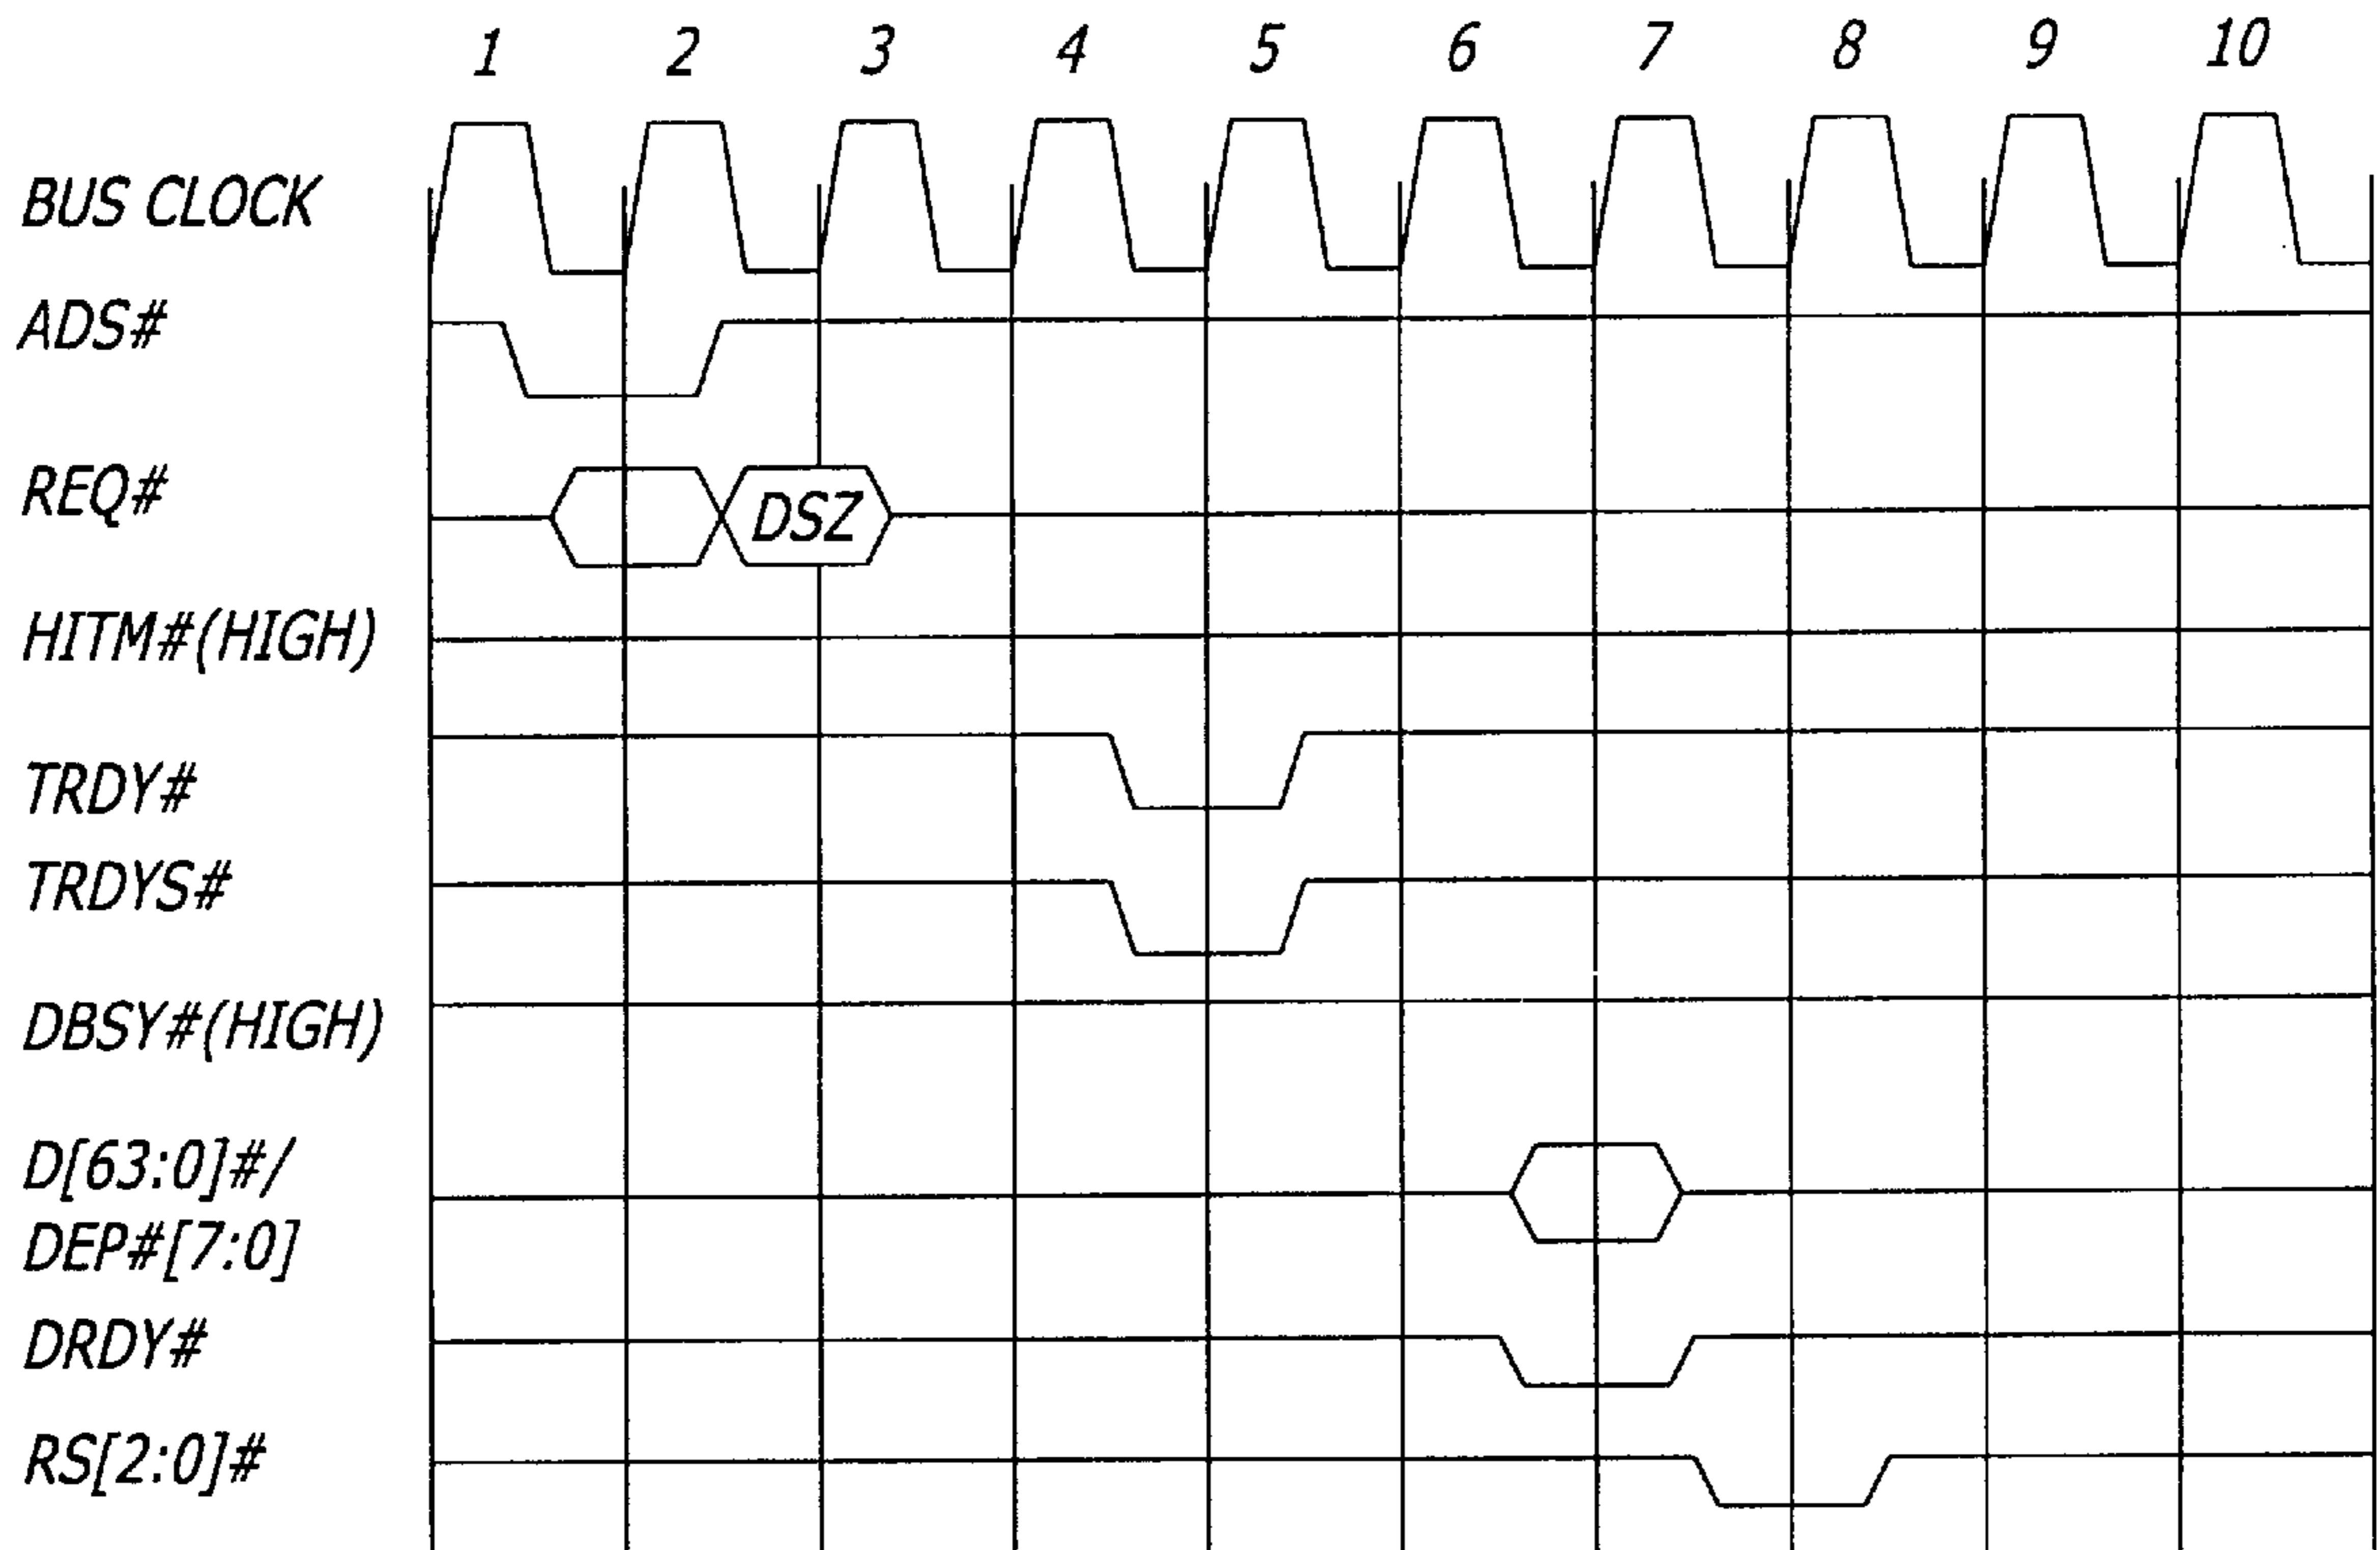 1 2 3 4 5 6 7 8 9 10
BUS CLOCK
ADS#
REQ#
DSZ
HITM#(HIGH)
TRDY#
TRDYS#
DBSY#(HIGH)
D[63:0]#/
DEP#[7:0]
DRDY#
RS[2:0]#